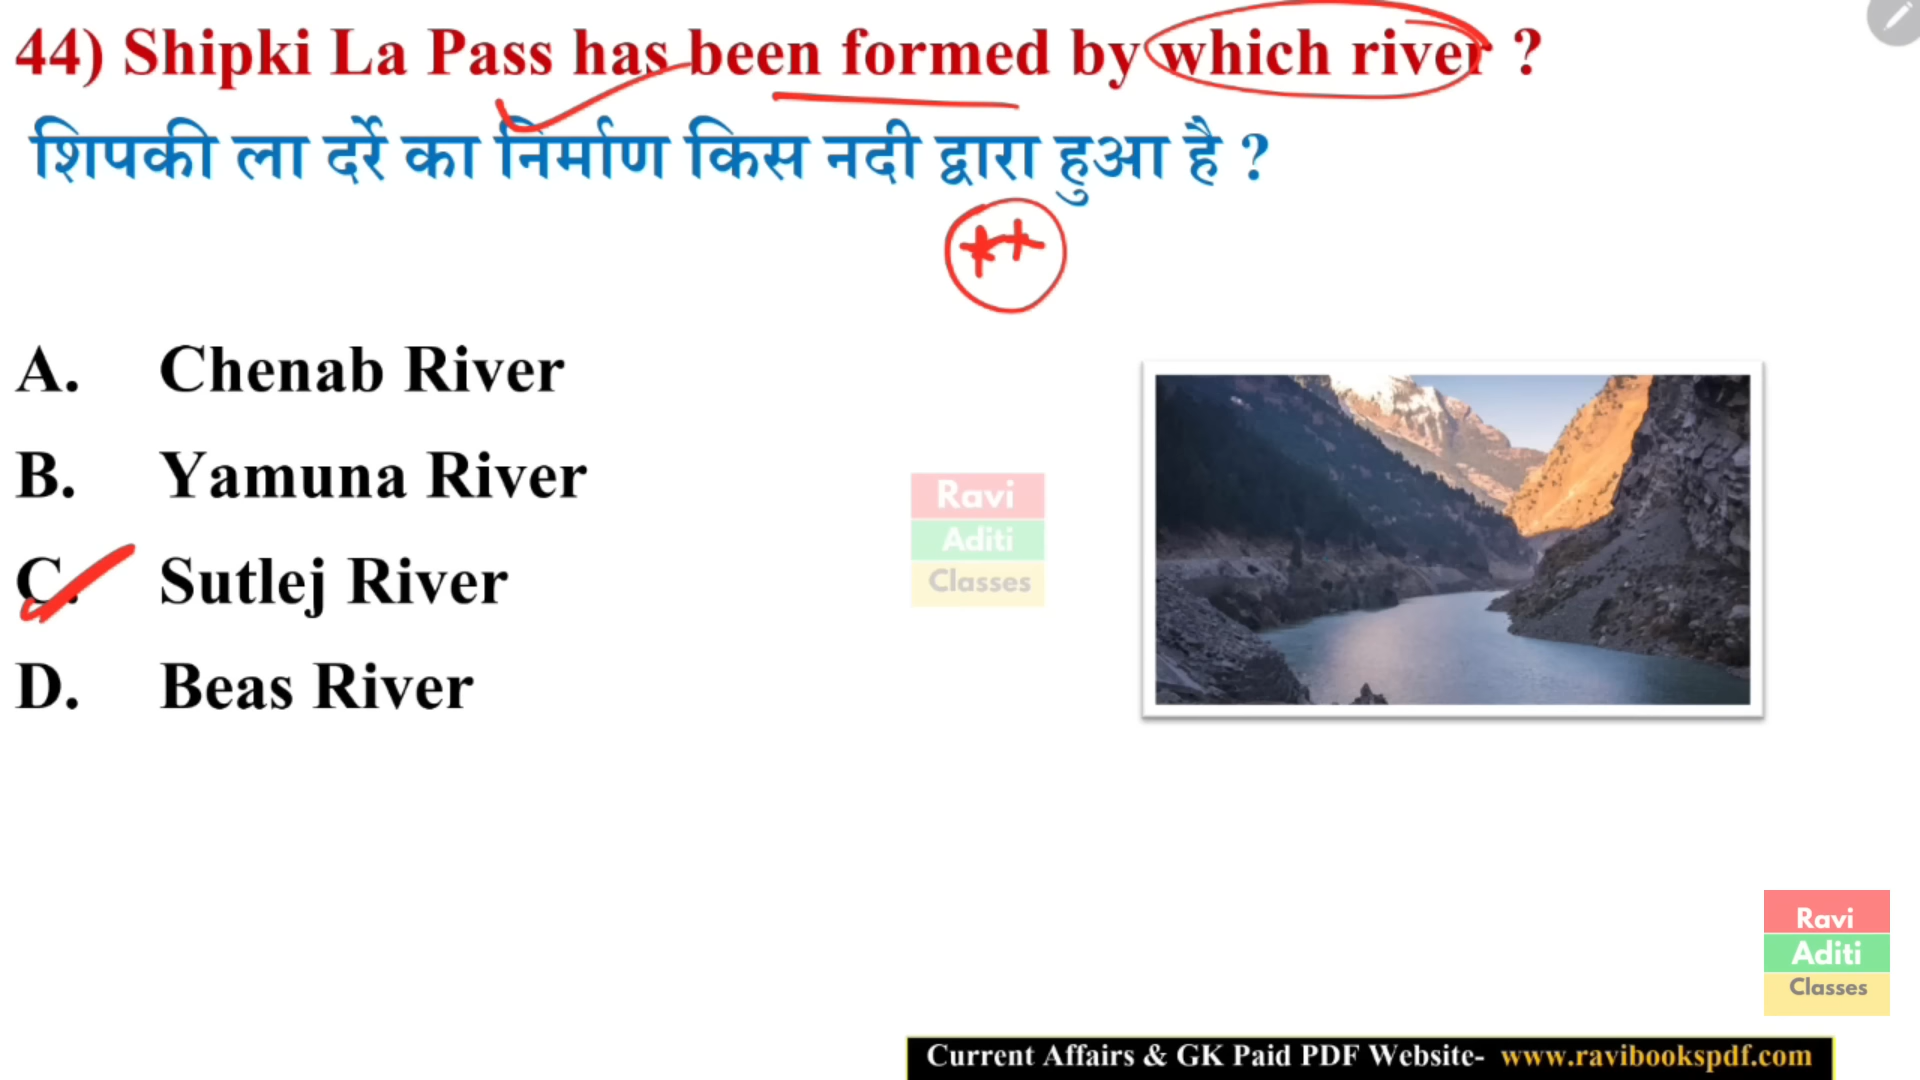 44) Shipki La Pass has been formed by which river ?
शिपकी ला दर्रे का निर्माण किस नदी द्वारा हुआ है ?
A. Chenab River
B. Yamuna River
C. Sutlej River
D. Beas River
Ravi
Aditi
Classes
Ravi
Aditi
Classes
Current Affairs & GK Paid PDF Website- www.ravibookspdf.com